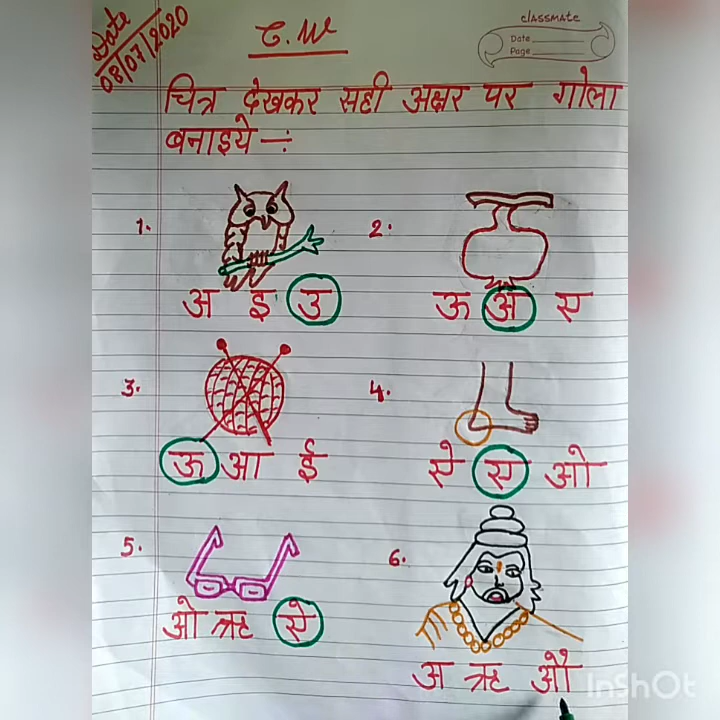 Date
08/07/2020
C.W
classmate
Date
Page
चित्र देखकर सही अक्षर पर गोला
बनाइये -:
1.
2.
अ इ उ
ऊ अ ए
3.
4.
ऊ आ ई
ऐ ए ओ
5.
6.
ओ ऋ ऐ
अ ऋ औ
InShOt